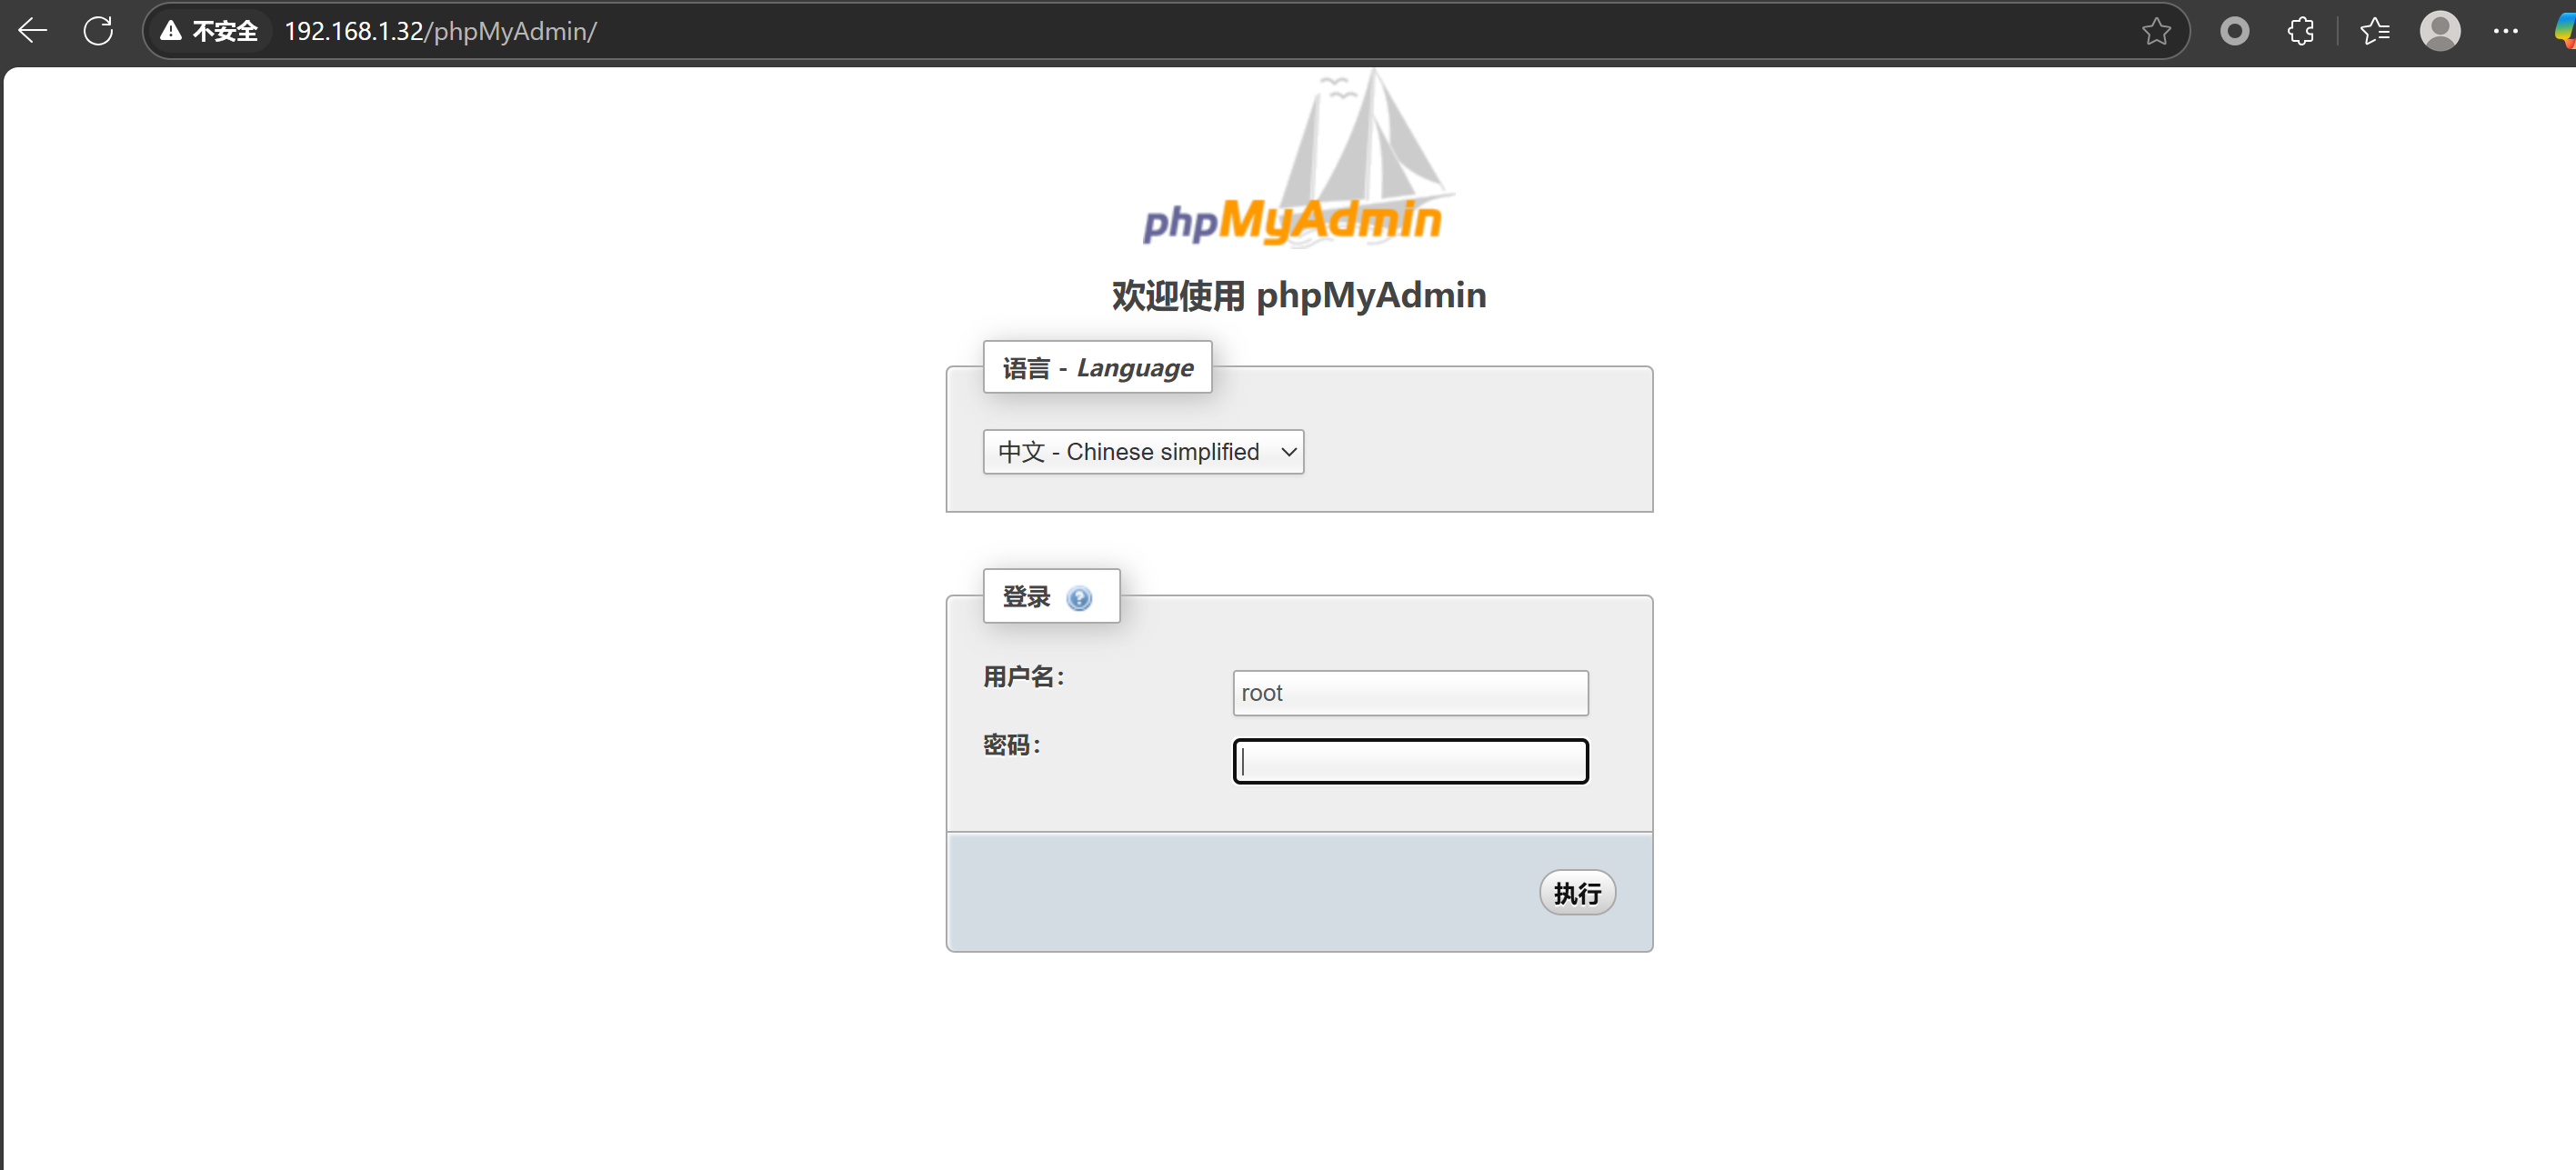 不安全 192.168.1.32/phpMyAdmin/
phpMyAdmin
欢迎使用 phpMyAdmin
语言 - Language
中文 - Chinese simplified
登录
用户名：
root
密码：
执行